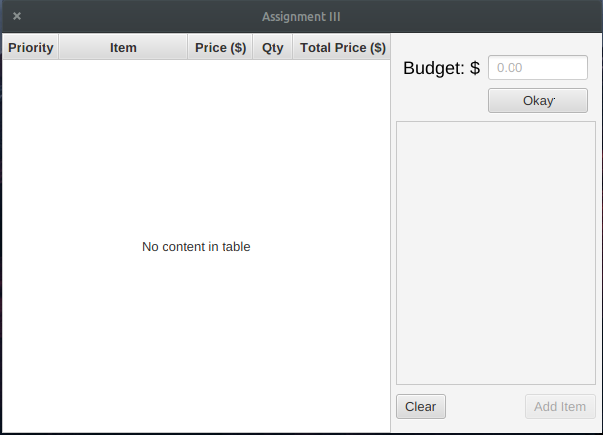 Assignment III
Priority Item Price ($) Qty Total Price ($)
Budget: $ 0.00
Okay
No content in table
Clear Add Item